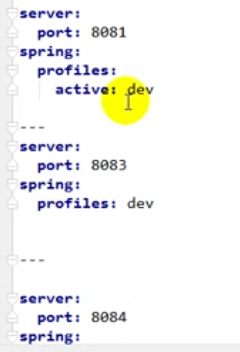 server:
  port: 8081
spring:
  profiles:
    active: dev
---
server:
  port: 8083
spring:
  profiles: dev
---
server:
  port: 8084
spring: